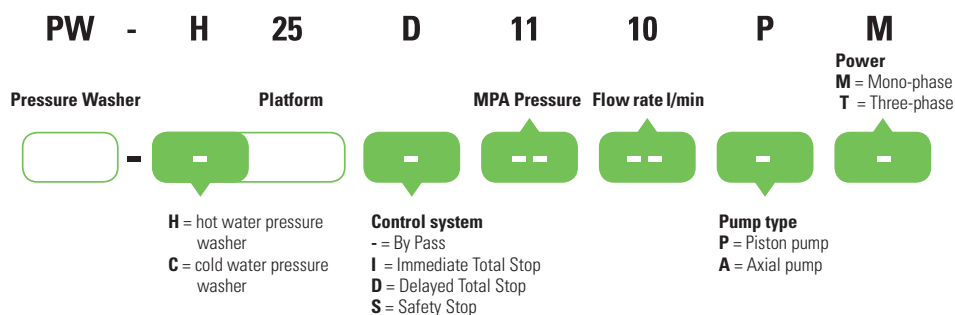 PW - H 25 D 11 10 P M
Power
M = Mono-phase
T = Three-phase
Pressure Washer Platform MPA Pressure Flow rate l/min
- - - -- -- - -
H = hot water pressure
washer
C = cold water pressure
washer
Control system
- = By Pass
I = Immediate Total Stop
D = Delayed Total Stop
S = Safety Stop
Pump type
P = Piston pump
A = Axial pump